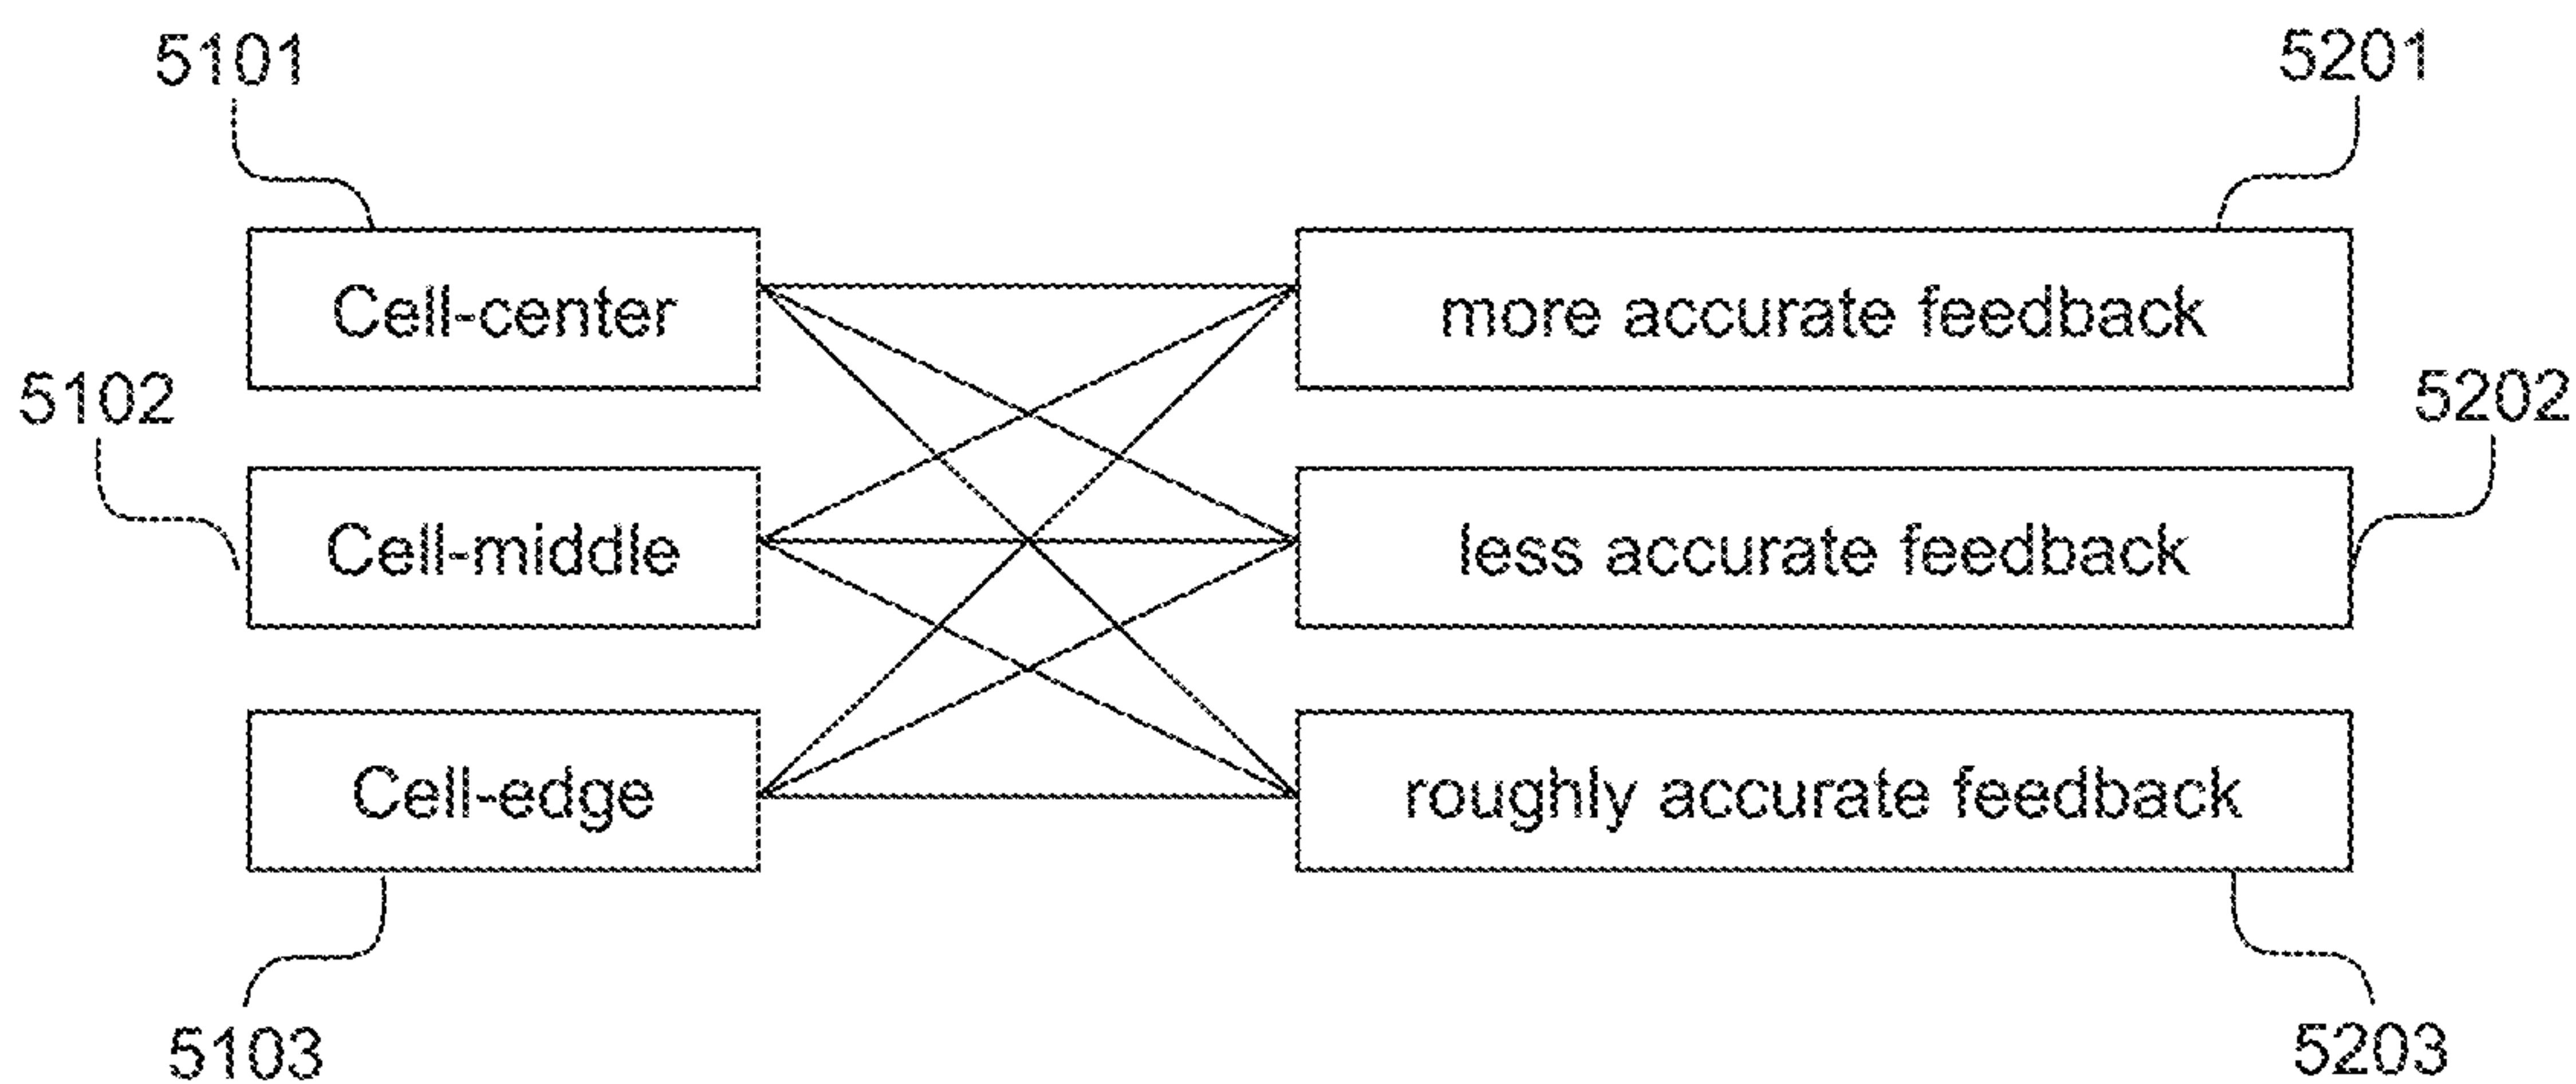 5101
5201
Cell-center
more accurate feedback
5102
5202
Cell-middle
less accurate feedback
Cell-edge
roughly accurate feedback
5103
5203